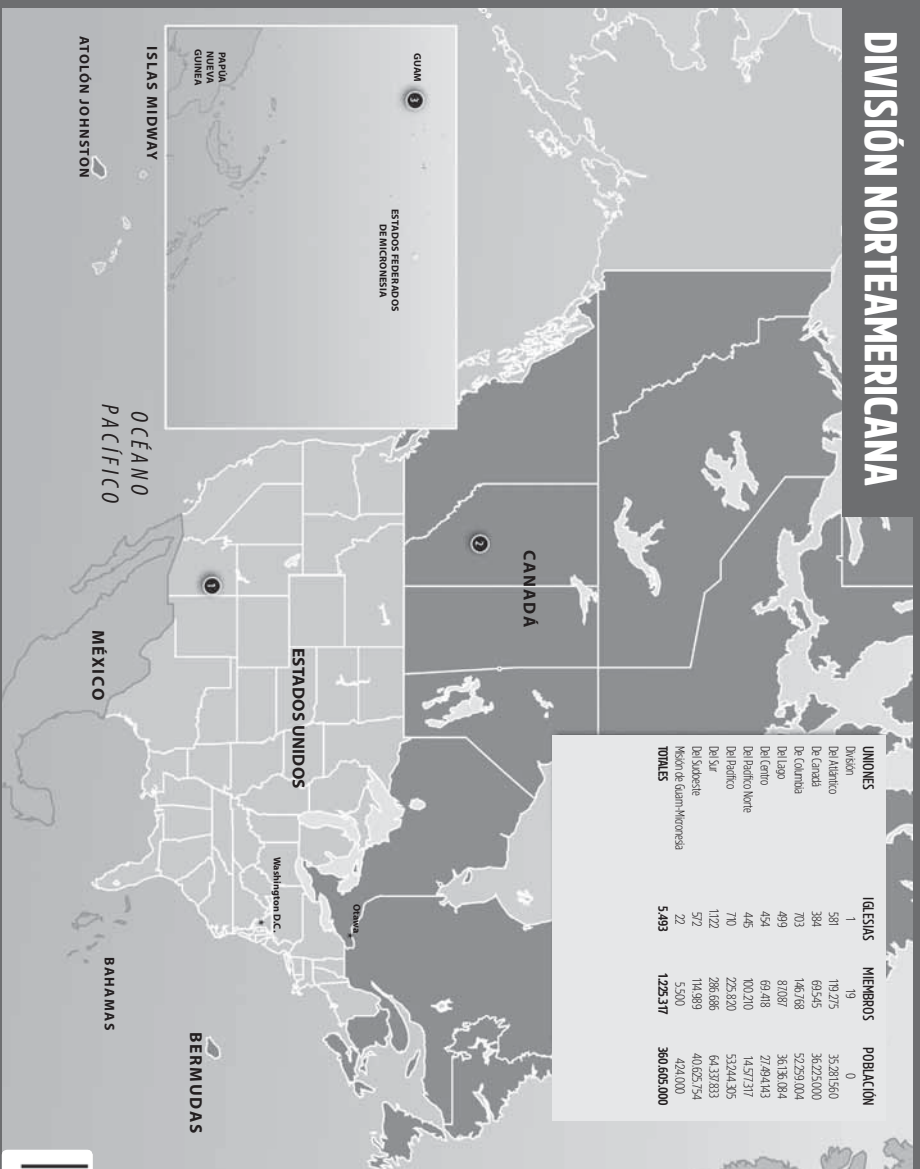 DIVISIÓN NORTEAMERICANA
UNIONES IGLESIAS MIEMBROS POBLACIÓN
División 1 19 0
Del Atlántico 581 119.275 35.281.560
De Canadá 384 69.545 36.225.000
De Columbia 703 146.768 52.259.004
Del Lago 499 87.087 36.136.084
Del Centro 454 69.418 27.494.143
Del Pacífico Norte 445 100.210 14.577.317
Del Pacífico 710 225.820 53.244.305
Del Sur 1.122 286.686 64.337.833
Del Sudoeste 572 114.989 40.625.754
Misión de Guam-Micronesia 22 5.500 424.000
TOTALES 5.493 1.225.317 360.605.000
CANADÁ
2
GUAM
3
ESTADOS FEDERADOS
DE MICRONESIA
PAPÚA
NUEVA
GUINEA
ESTADOS UNIDOS
1
Otawa
Washington D.C.
ISLAS MIDWAY
ATOLÓN JOHNSTON
OCÉANO
PACÍFICO
MÉXICO
BAHAMAS
BERMUDAS